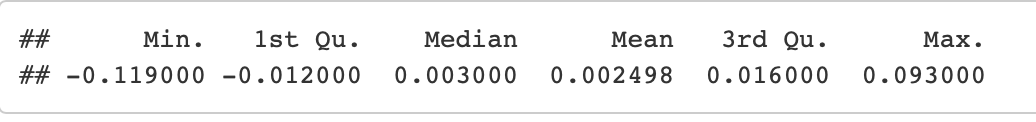 ##      Min.   1st Qu.    Median      Mean   3rd Qu.      Max.
## -0.119000 -0.012000  0.003000  0.002498  0.016000  0.093000